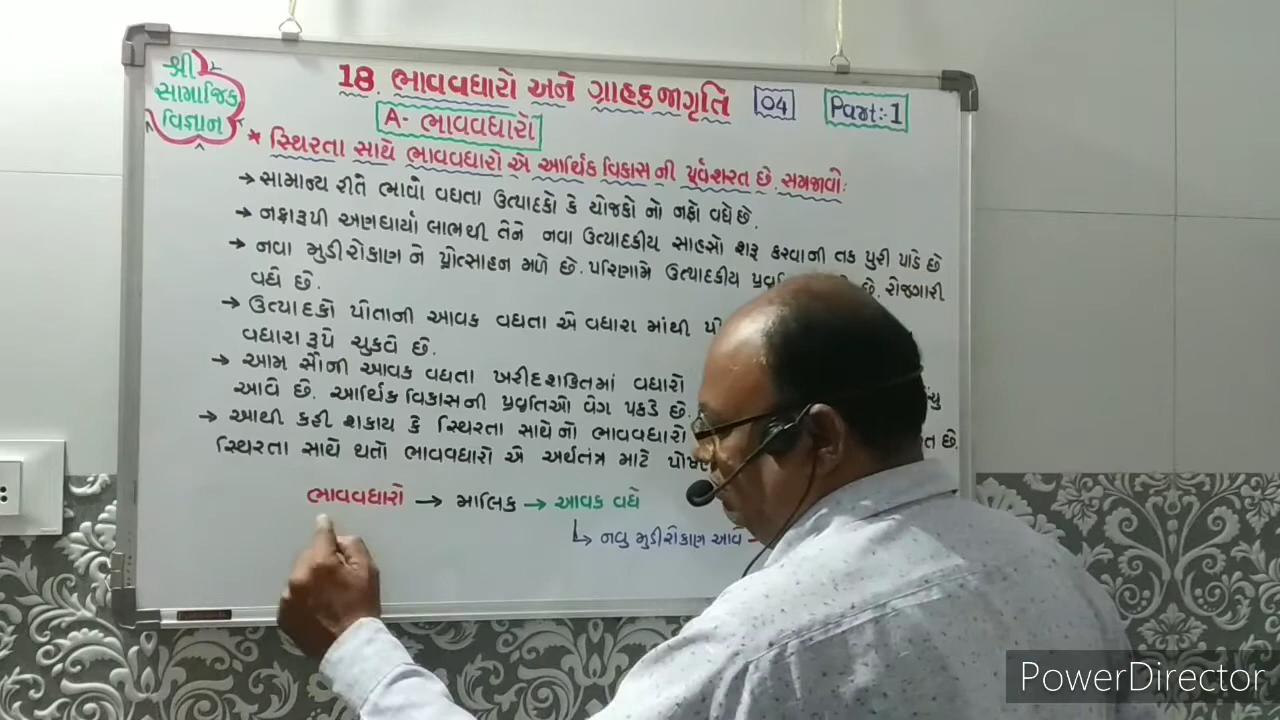 શ્રી
સામાજિક
વિજ્ઞાન
18. ભાવવધારો અને ગ્રાહકજાગૃતિ 04 Part:-1
A- ભાવવધારો
* સ્થિરતા સાથે ભાવવધારો એ આર્થિક વિકાસ ની પૂર્વશરત છે. સમજાવો:
→ સામાન્ય રીતે ભાવો વધતા ઉત્પાદકો કે યોજકો નો નફો વધે છે.
→ નફારૂપી અણધાર્યા લાભથી તેને નવા ઉત્પાદકીય સાહસો શરૂ કરવાની તક પુરી પાડે છે
→ નવા મુડીરોકાણ ને પ્રોત્સાહન મળે છે. પરિણામે ઉત્પાદકીય છે. રોજગારી
વધે છે.
→ ઉત્પાદકો પોતાની આવક વધતા એ વધારા માંથી
વધારા રૂપે ચુકવે છે.
→ આમ સૌની આવક વધતા ખરીદશક્તિમાં વધારો
આવે છે. આર્થિક વિકાસની પ્રવૃતિઓ વેગ પકડે છે.
→ આથી કહી શકાય કે સ્થિરતા સાથેનો ભાવવધારો છે.
સ્થિરતા સાથે થતો ભાવવધારો એ અર્થતંત્ર માટે
ભાવવધારો → માલિક → આવક વધે
↳ નવુ મુડીરોકાણ આવે
PowerDirector